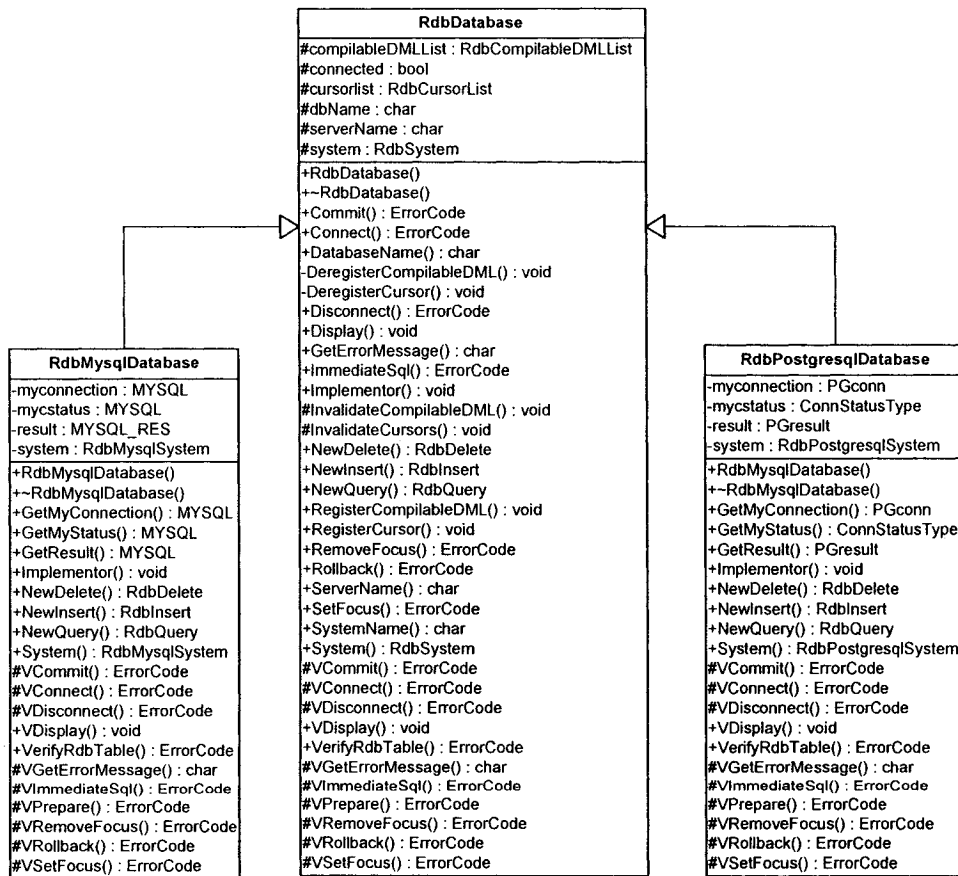 RdbDatabase
#compilableDMLList : RdbCompilableDMLList
#connected : bool
#cursorlist : RdbCursorList
#dbName : char
#serverName : char
#system : RdbSystem
+RdbDatabase()
+~RdbDatabase()
+Commit() : ErrorCode
+Connect() : ErrorCode
+DatabaseName() : char
-DeregisterCompilableDML() : void
-DeregisterCursor() : void
+Disconnect() : ErrorCode
+Display() : void
+GetErrorMessage() : char
+ImmediateSql() : ErrorCode
+Implementor() : void
#InvalidateCompilableDML() : void
#InvalidateCursors() : void
+NewDelete() : RdbDelete
+NewInsert() : RdbInsert
+NewQuery() : RdbQuery
+RegisterCompilableDML() : void
+RegisterCursor() : void
+RemoveFocus() : ErrorCode
+Rollback() : ErrorCode
+ServerName() : char
+SetFocus() : ErrorCode
+SystemName() : char
+System() : RdbSystem
#VCommit() : ErrorCode
#VConnect() : ErrorCode
#VDisconnect() : ErrorCode
+VDisplay() : void
+VerifyRdbTable() : ErrorCode
#VGetErrorMessage() : char
#VImmediateSql() : ErrorCode
#VPrepare() : ErrorCode
#VRemoveFocus() : ErrorCode
#VRollback() : ErrorCode
#VSetFocus() : ErrorCode
RdbMysqlDatabase
-myconnection : MYSQL
-mycstatus : MYSQL
-result : MYSQL_RES
-system : RdbMysqlSystem
+RdbMysqlDatabase()
+~RdbMysqlDatabase()
+GetMyConnection() : MYSQL
+GetMyStatus() : MYSQL
+GetResult() : MYSQL
+Implementor() : void
+NewDelete() : RdbDelete
+NewInsert() : RdbInsert
+NewQuery() : RdbQuery
+System() : RdbMysqlSystem
#VCommit() : ErrorCode
#VConnect() : ErrorCode
#VDisconnect() : ErrorCode
+VDisplay() : void
+VerifyRdbTable() : ErrorCode
#VGetErrorMessage() : char
#VImmediateSql() : ErrorCode
#VPrepare() : ErrorCode
#VRemoveFocus() : ErrorCode
#VRollback() : ErrorCode
#VSetFocus() : ErrorCode
RdbPostgresqlDatabase
-myconnection : PGconn
-mycstatus : ConnStatusType
-result : PGresult
-system : RdbPostgresqlSystem
+RdbMysqlDatabase()
+~RdbMysqlDatabase()
+GetMyConnection() : PGconn
+GetMyStatus() : ConnStatusType
+GetResult() : PGresult
+Implementor() : void
+NewDelete() : RdbDelete
+NewInsert() : RdbInsert
+NewQuery() : RdbQuery
+System() : RdbPostgresqlSystem
#VCommit() : ErrorCode
#VConnect() : ErrorCode
#VDisconnect() : ErrorCode
+VDisplay() : void
+VerifyRdbTable() : ErrorCode
#VGetErrorMessage() : char
#VImmediateSql() : ErrorCode
#VPrepare() : ErrorCode
#VRemoveFocus() : ErrorCode
#VRollback() : ErrorCode
#VSetFocus() : ErrorCode